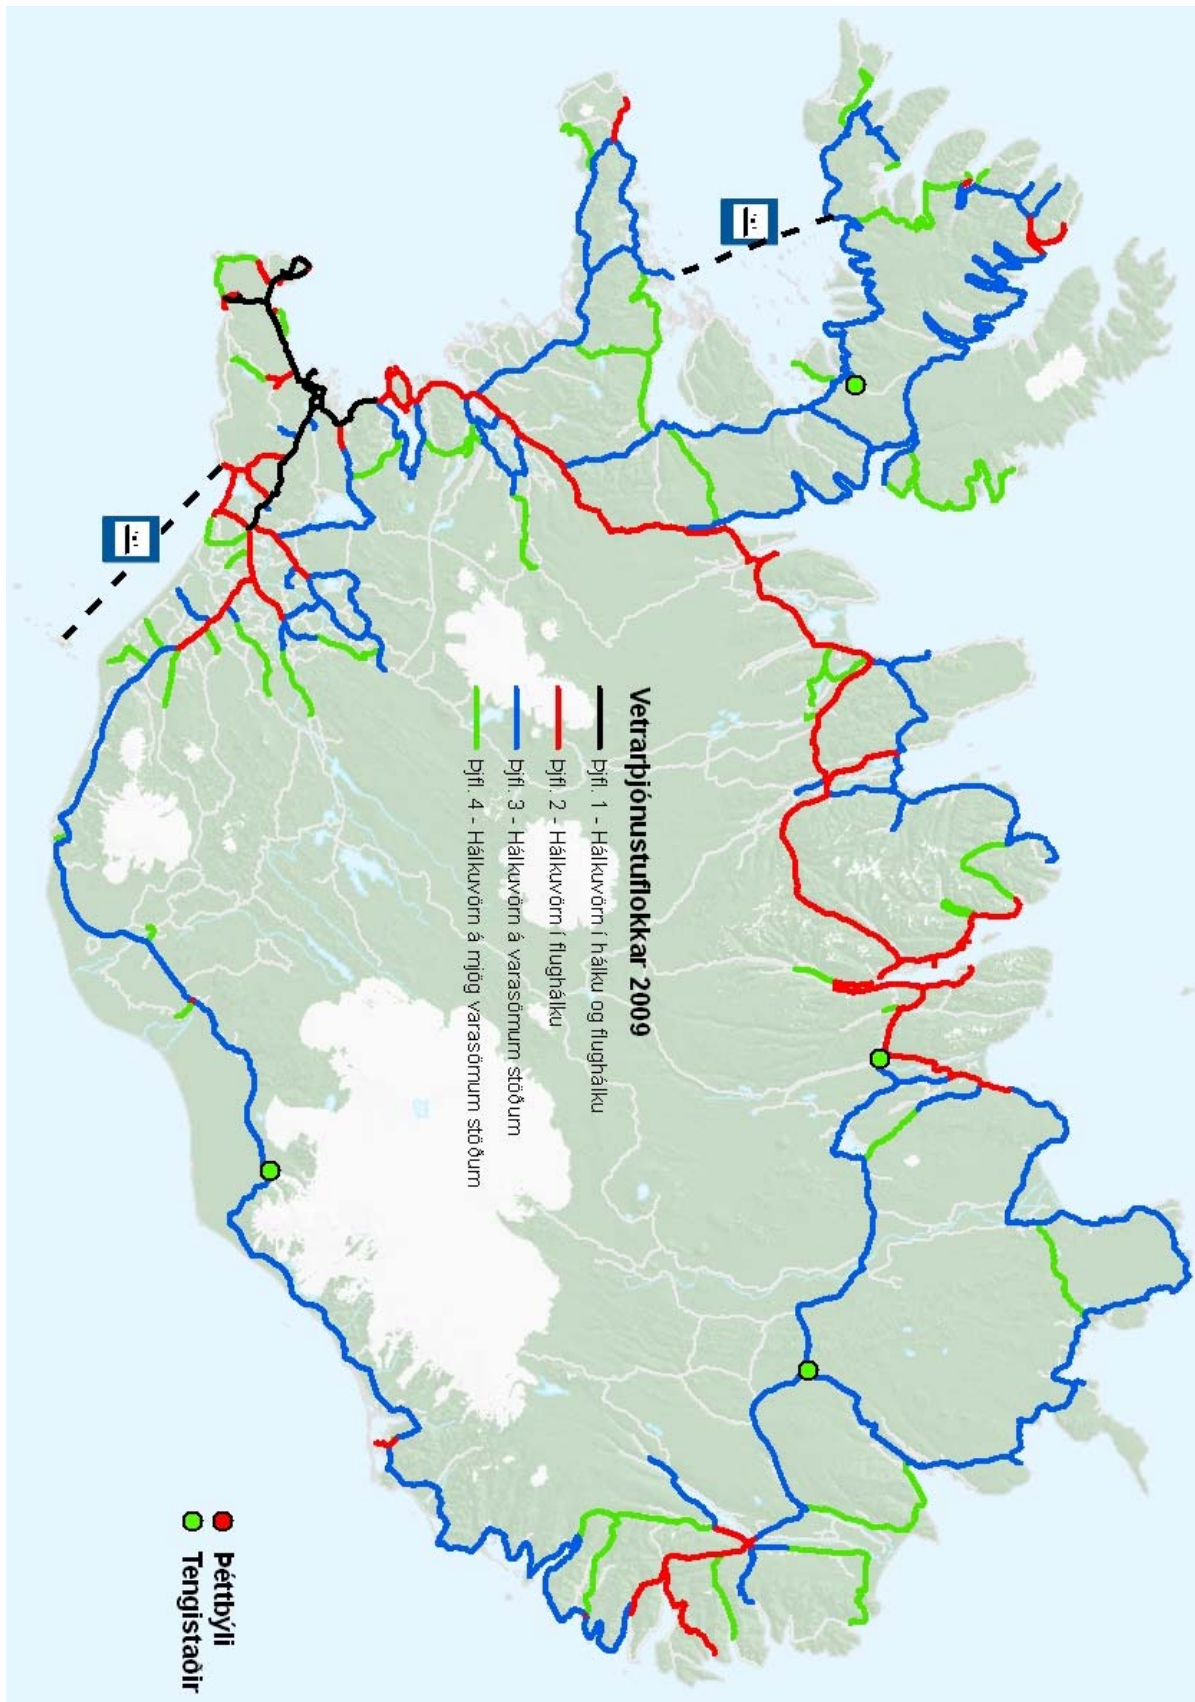 Vetrarþjónustuflokkar 2009
Þjfl. 1 - Hálkuvörn í hálku og flughálku
Þjfl. 2 - Hálkuvörn í flughálku
Þjfl. 3 - Hálkuvörn á varasömum stöðum
Þjfl. 4 - Hálkuvörn á mjög varasömum stöðum
Þéttbýli
Tengistaðir